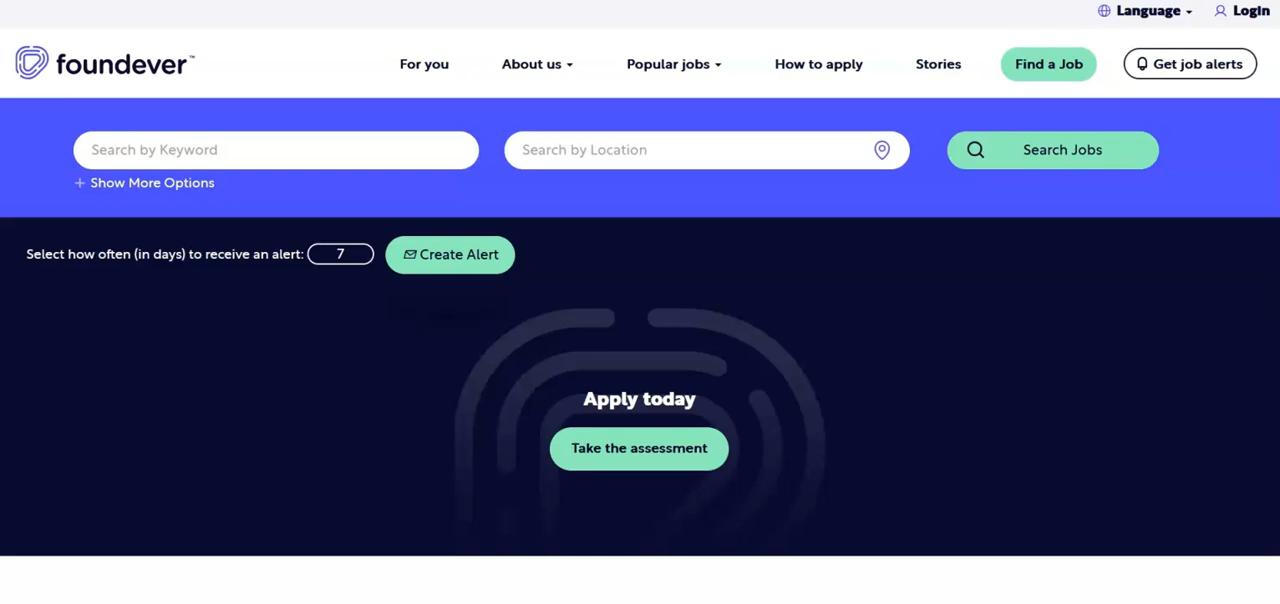 Language Login
foundever™ For you About us Popular jobs How to apply Stories Find a Job Get job alerts
Search by Keyword Search by Location Search Jobs
+ Show More Options
Select how often (in days) to receive an alert: 7 Create Alert
Apply today
Take the assessment